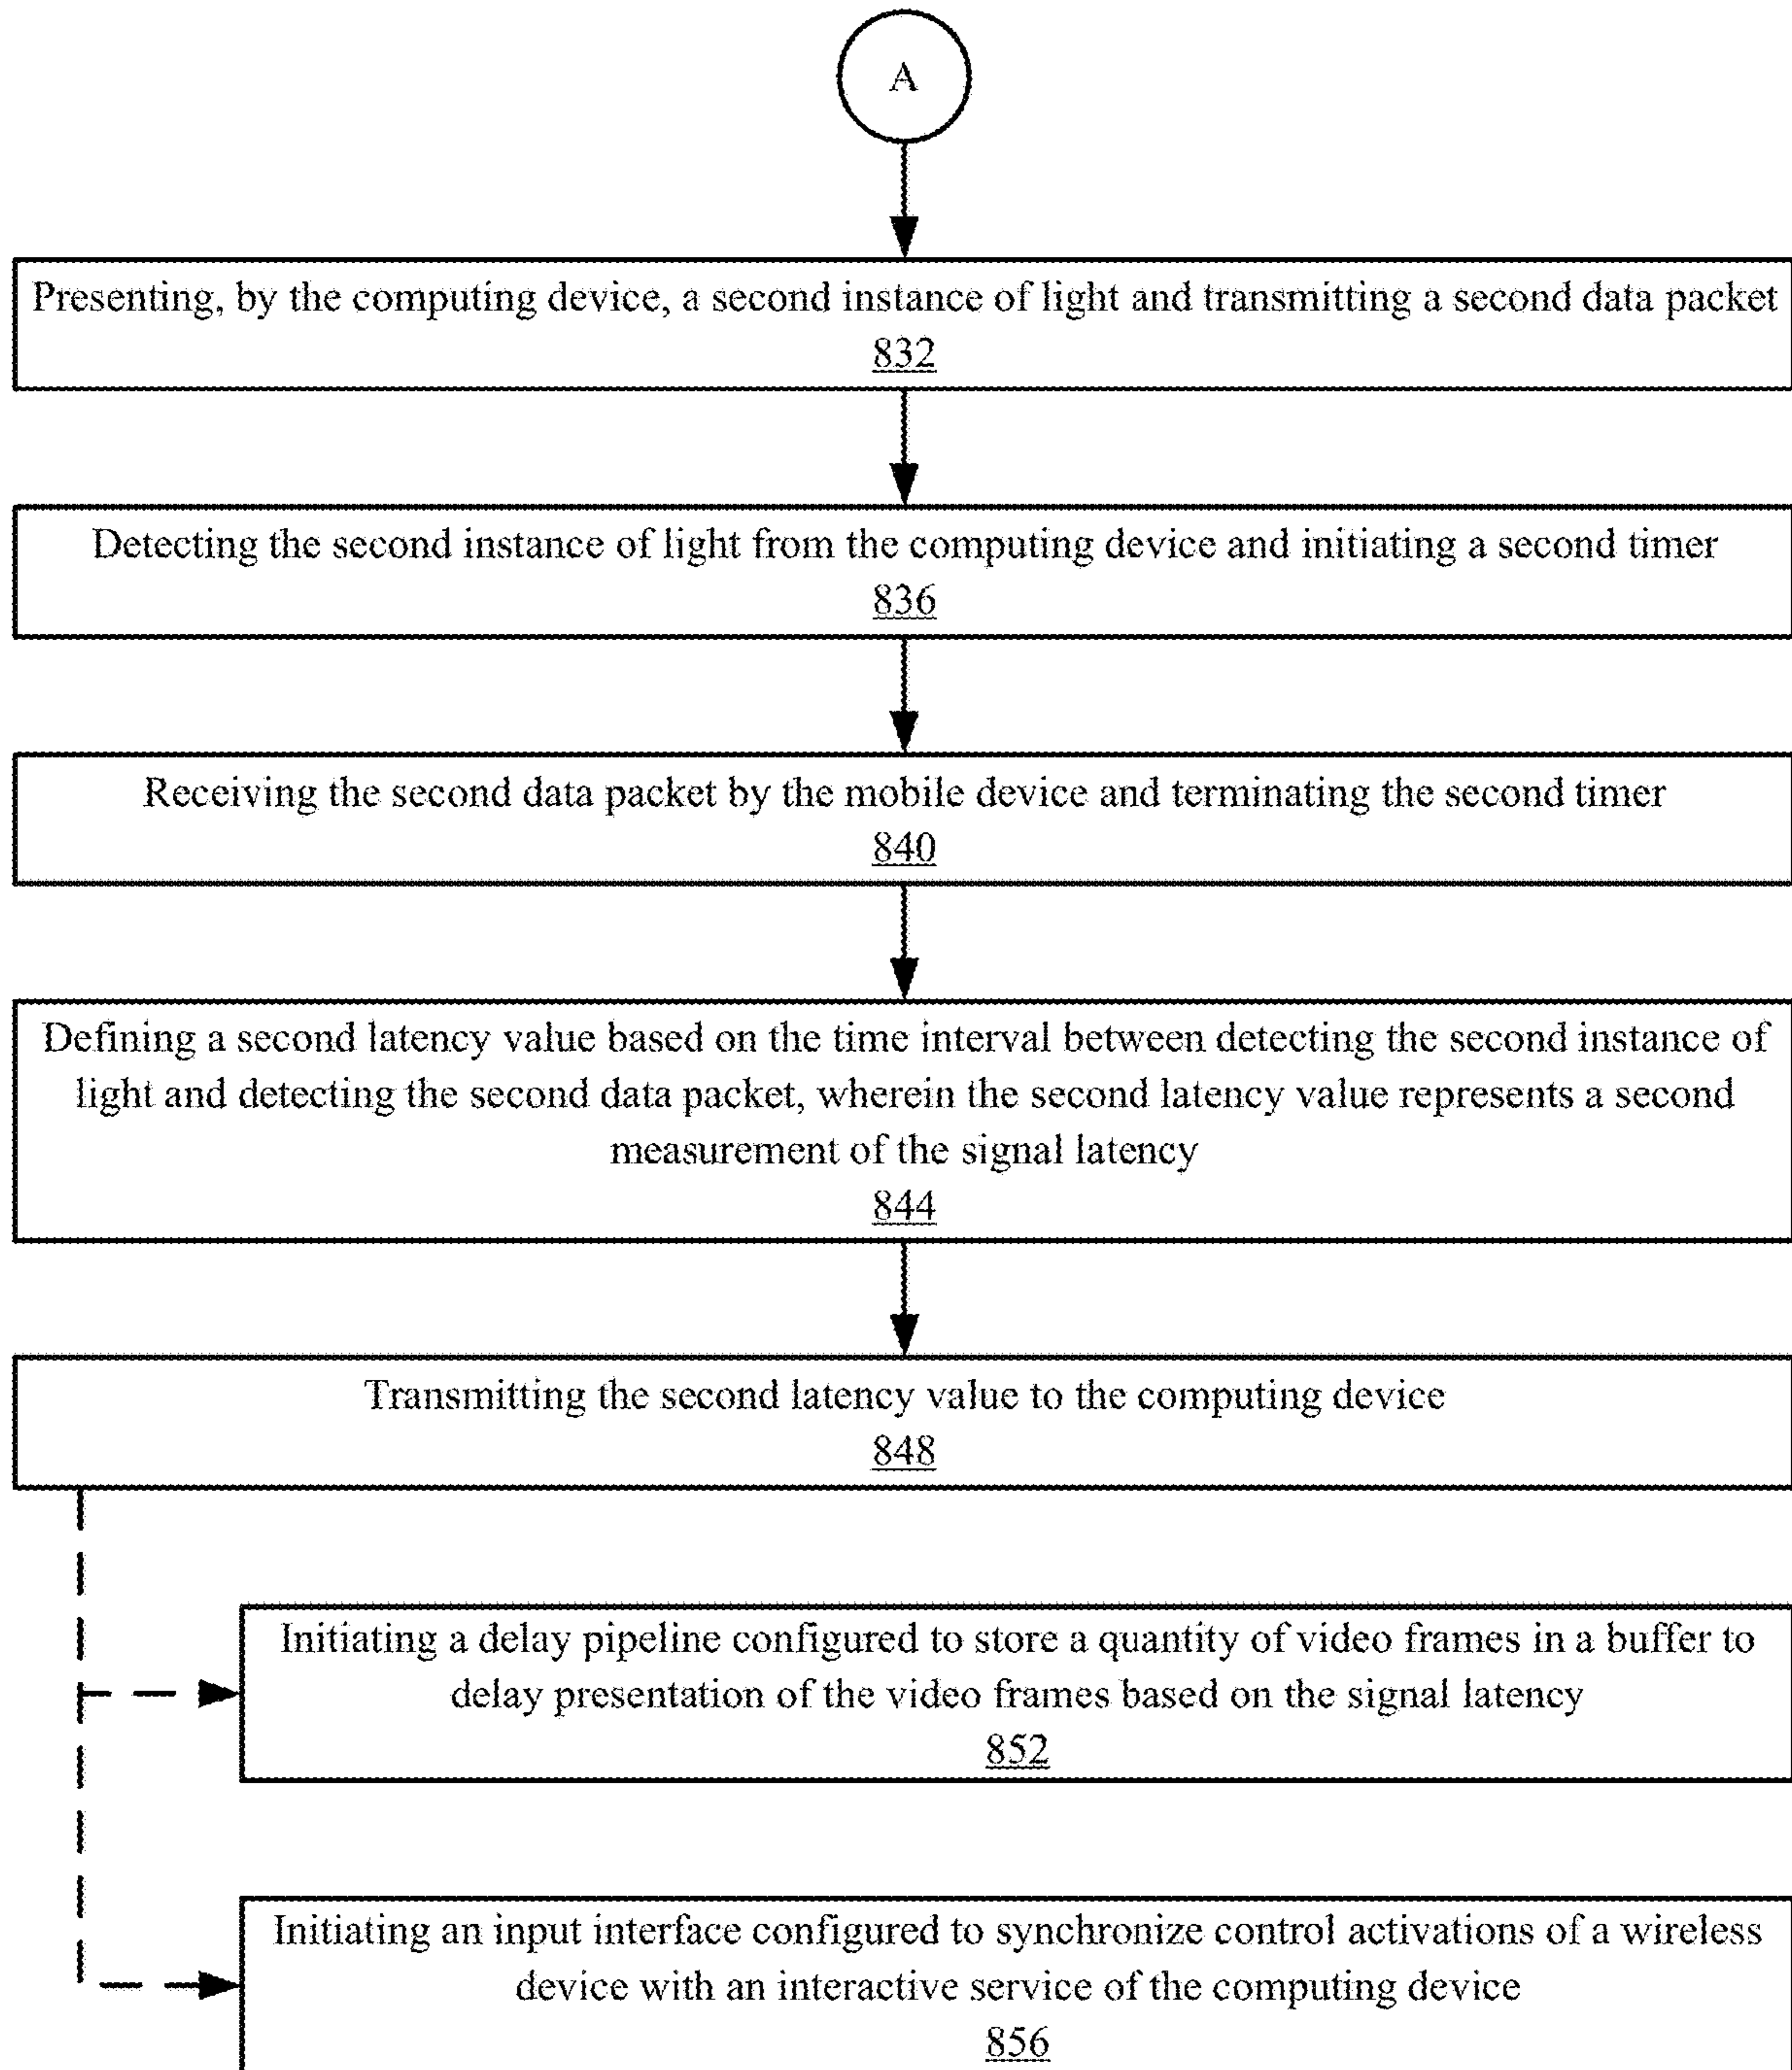 A
Presenting, by the computing device, a second instance of light and transmitting a second data packet
832
Detecting the second instance of light from the computing device and initiating a second timer
836
Receiving the second data packet by the mobile device and terminating the second timer
840
Defining a second latency value based on the time interval between detecting the second instance of
light and detecting the second data packet, wherein the second latency value represents a second
measurement of the signal latency
844
Transmitting the second latency value to the computing device
848
Initiating a delay pipeline configured to store a quantity of video frames in a buffer to
delay presentation of the video frames based on the signal latency
852
Initiating an input interface configured to synchronize control activations of a wireless
device with an interactive service of the computing device
856